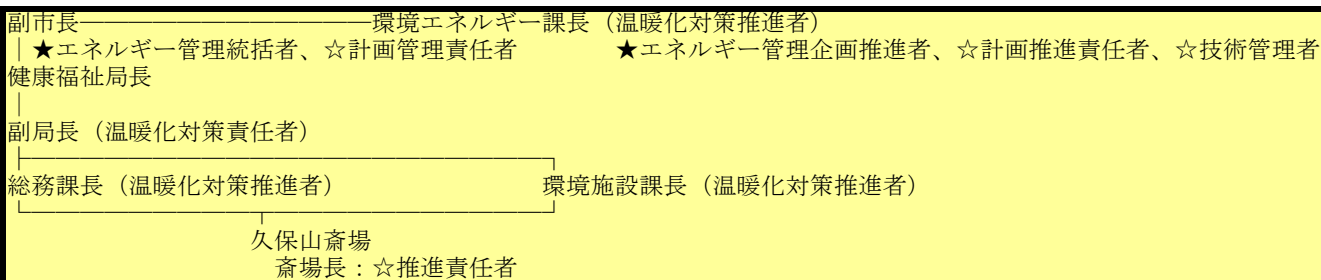 副市長───────────────環境エネルギー課長（温暖化対策推進者）
│★エネルギー管理統括者、☆計画管理責任者　　　　★エネルギー管理企画推進者、☆計画推進責任者、☆技術管理者
健康福祉局長
│
副局長（温暖化対策責任者）
├──────────────────────┐
総務課長（温暖化対策推進者）　　　　　　　　　環境施設課長（温暖化対策推進者）
└──────────┬───────────┘
久保山斎場
斎場長：☆推進責任者